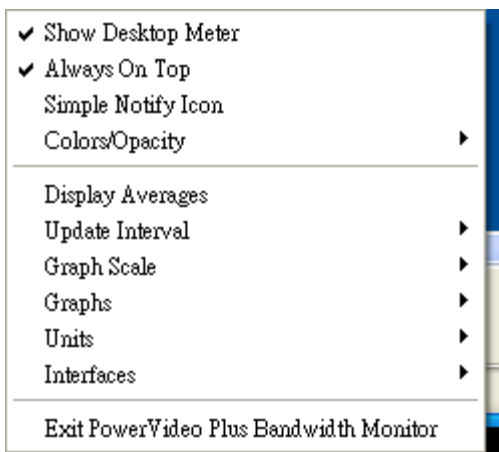 Show Desktop Meter
Always On Top
Simple Notify Icon
Colors/Opacity
Display Averages
Update Interval
Graph Scale
Graphs
Units
Interfaces
Exit PowerVideo Plus Bandwidth Monitor